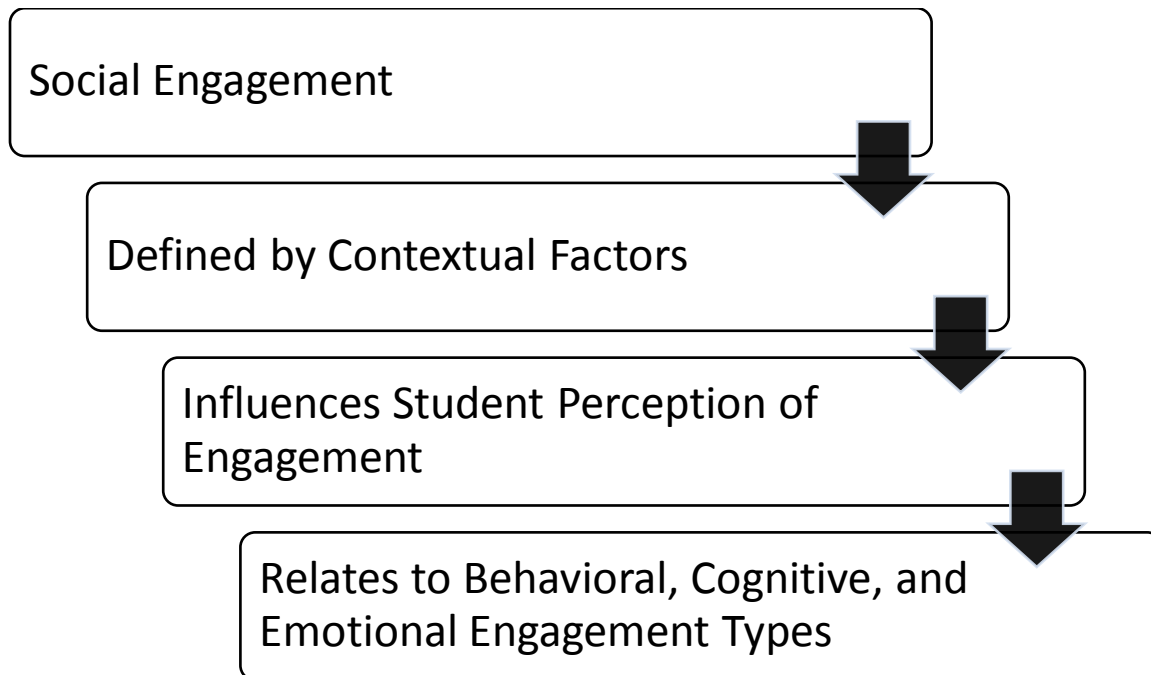 Social Engagement
Defined by Contextual Factors
Influences Student Perception of
Engagement
Relates to Behavioral, Cognitive, and
Emotional Engagement Types